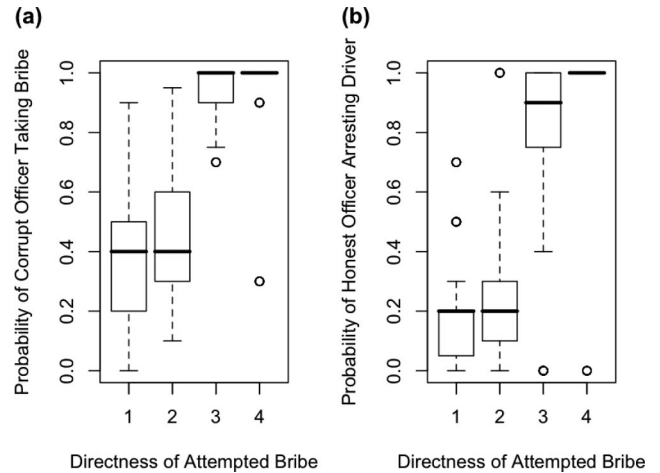 (a)
Probability of Corrupt Officer Taking Bribe
1.0
0.8
0.6
0.4
0.2
0.0
1 2 3 4
Directness of Attempted Bribe
(b)
Probability of Honest Officer Arresting Driver
1.0
0.8
0.6
0.4
0.2
0.0
1 2 3 4
Directness of Attempted Bribe